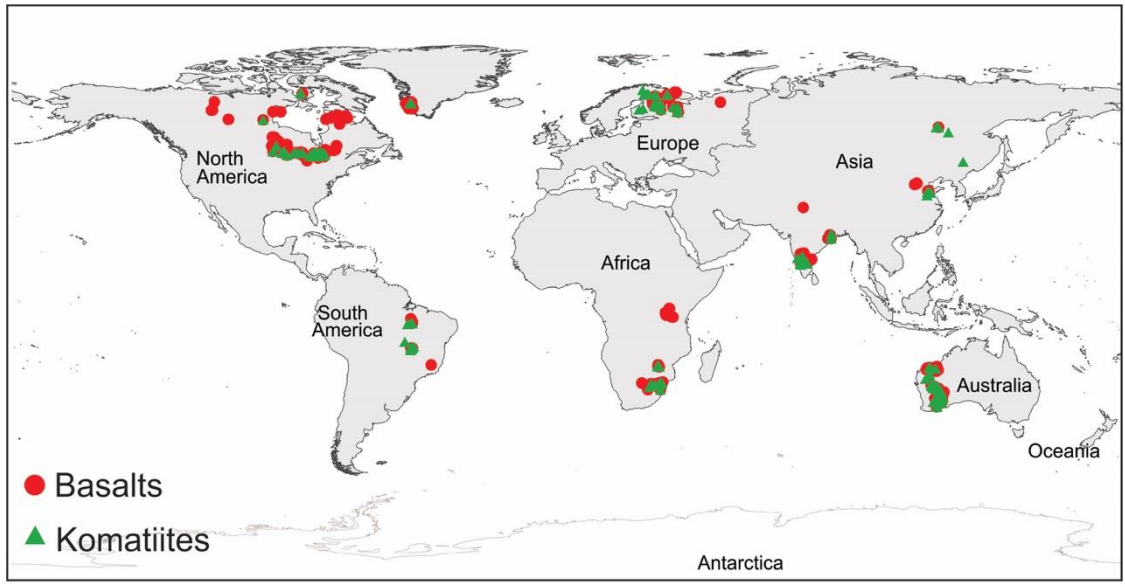 North
America
Europe
Asia
Africa
South
America
Australia
Oceania
Basalts
Komatiites
Antarctica